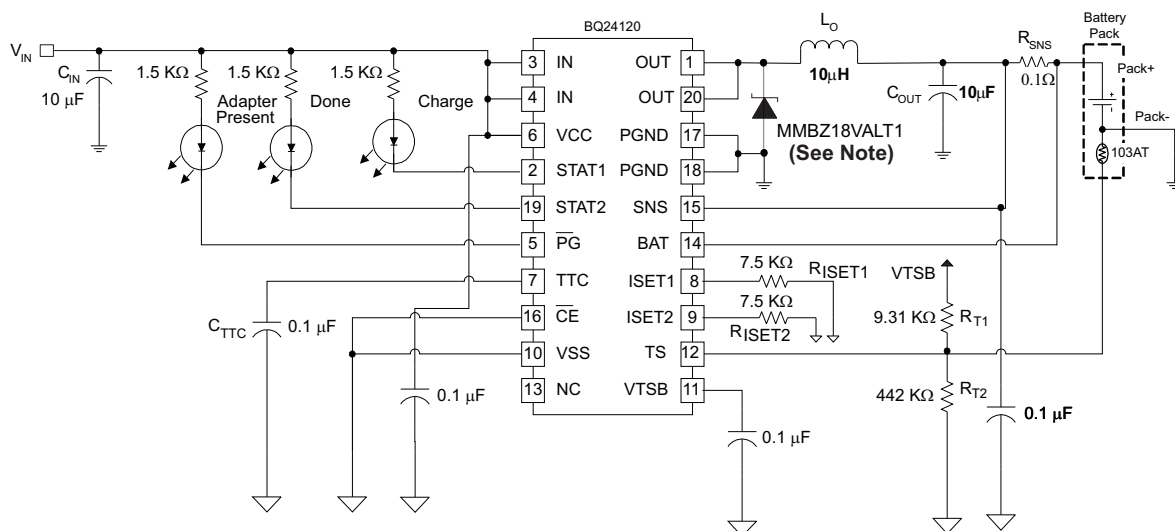 BQ24120
L_O
Battery Pack
V_IN
R_SNS
3 IN
OUT 1
Pack+
C_IN
1.5 KΩ
1.5 KΩ
1.5 KΩ
10μH
0.1Ω
10 μF
4 IN
OUT 20
C_OUT
10μF
Adapter Present
Done
Charge
Pack-
6 VCC
PGND 17
MMBZ18VALT1
(See Note)
103AT
2 STAT1
PGND 18
19 STAT2
SNS 15
5 PG
BAT 14
7 TTC
ISET1 8
7.5 KΩ
R_ISET1
VTSB
16 CE
ISET2 9
7.5 KΩ
R_ISET2
C_TTC
0.1 μF
9.31 KΩ
R_T1
10 VSS
TS 12
13 NC
VTSB 11
0.1 μF
442 KΩ
R_T2
0.1 μF
0.1 μF